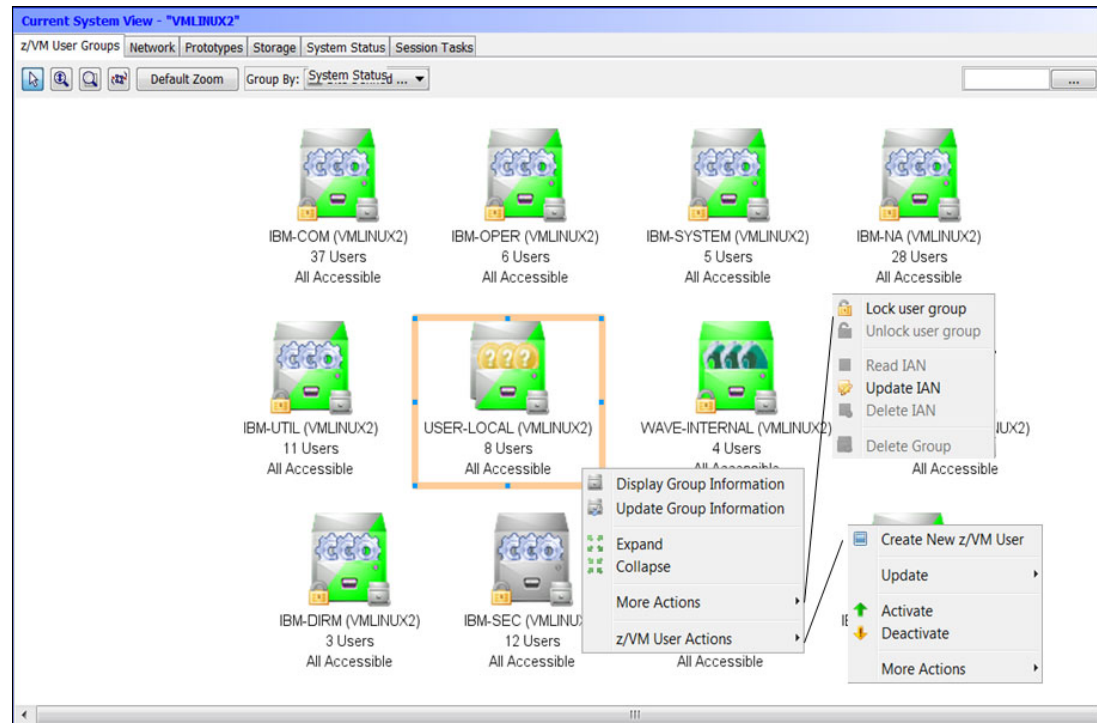 Current System View - "VMLINUX2"
z/VM User Groups Network Prototypes Storage System Status Session Tasks
Default Zoom Group By: System Status ... ...
IBM-COM (VMLINUX2) IBM-OPER (VMLINUX2) IBM-SYSTEM (VMLINUX2) IBM-NA (VMLINUX2)
37 Users 6 Users 5 Users 28 Users
All Accessible All Accessible All Accessible All Accessible
Lock user group
Unlock user group
Read IAN
Update IAN
Delete IAN
Delete Group
IBM-UTIL (VMLINUX2) USER-LOCAL (VMLINUX2) WAVE-INTERNAL (VMLINUX2) UX2)
11 Users 8 Users 4 Users
All Accessible All Accessible All Accessible All Accessible
Display Group Information
Update Group Information
Expand
Collapse
More Actions
z/VM User Actions
Create New z/VM User
Update
Activate
Deactivate
More Actions
IBM-DIRM (VMLINUX2) IBM-SEC (VMLINU
3 Users 12 Users
All Accessible All Accessible All Accessible